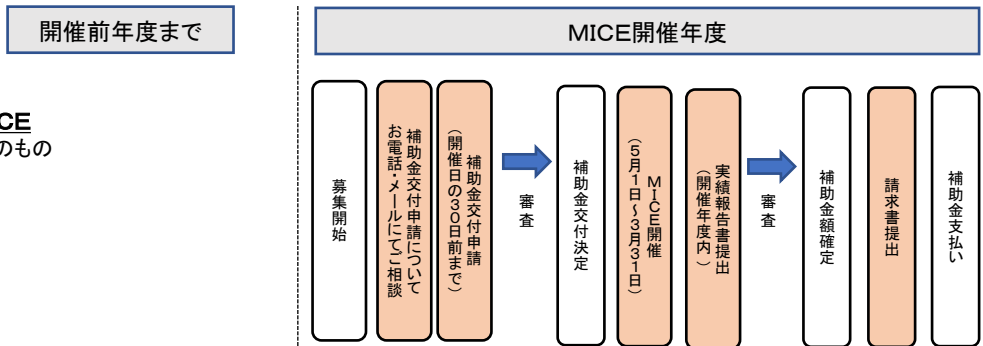 開催前年度まで
MICE開催年度
CE
のもの
募集開始
補助金交付申請について
お電話・メールにてご相談
補助金交付申請
（開催日の30日前まで）
審査
補助金交付決定
MICE開催
（5月1日～3月31日）
実績報告書提出
（開催年度内）
審査
補助金額確定
請求書提出
補助金支払い